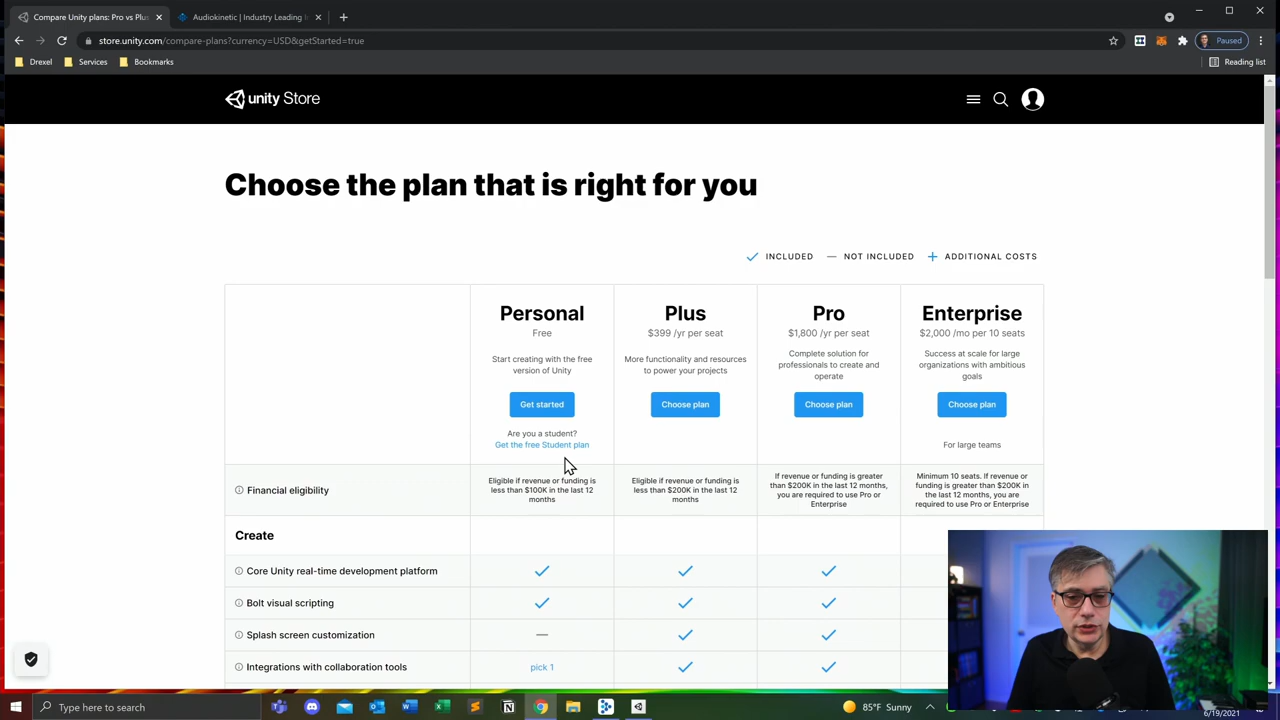 Compare Unity plans: Pro vs Plus
Audiokinetic | Industry Leading I
store.unity.com/compare-plans?currency=USD&getStarted=true
Paused
Drexel
Services
Bookmarks
Reading list
unity Store
Choose the plan that is right for you
INCLUDED
NOT INCLUDED
ADDITIONAL COSTS
Personal
Free
Start creating with the free
version of Unity
Get started
Are you a student?
Get the free Student plan
Plus
$399 /yr per seat
More functionality and resources
to power your projects
Choose plan
Pro
$1,800 /yr per seat
Complete solution for
professionals to create and
operate
Choose plan
Enterprise
$2,000 /mo per 10 seats
Success at scale for large
organizations with ambitious
goals
Choose plan
For large teams
Financial eligibility
Eligible if revenue or funding is
less than $100K in the last 12
months
Eligible if revenue or funding is
less than $200K in the last 12
months
If revenue or funding is greater
than $200K in the last 12 months,
you are required to use Pro or
Enterprise
Minimum 10 seats. If revenue or
funding is greater than $200K in
the last 12 months, you are
required to use Pro or Enterprise
Create
Core Unity real-time development platform
Bolt visual scripting
Splash screen customization
Integrations with collaboration tools
pick 1
Type here to search
85°F Sunny
6/19/2021